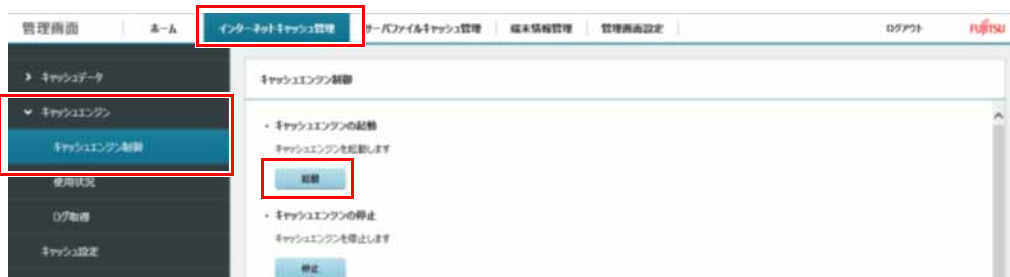 管理画面 ホーム インターネットキャッシュ管理 サーバファイルキャッシュ管理 端末情報管理 管理画面設定 ログアウト FUJITSU
キャッシュデータ
キャッシュエンジン
キャッシュエンジン制御
使用状況
ログ取得
キャッシュ設定
キャッシュエンジン制御
・ キャッシュエンジンの起動
キャッシュエンジンを起動します
起動
・ キャッシュエンジンの停止
キャッシュエンジンを停止します
停止